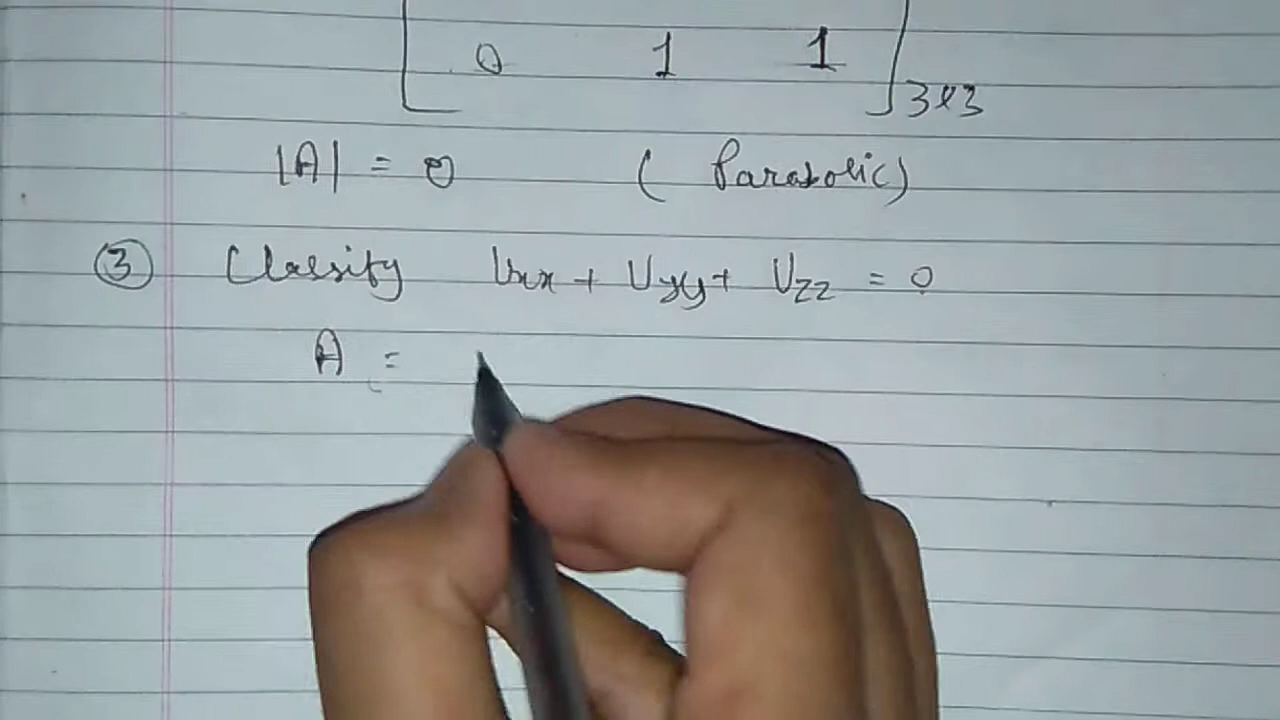 0 1 1
3x3
|A| = 0 ( Parabolic)
③ Classify Uxx + Uyy + Uzz = 0
A =